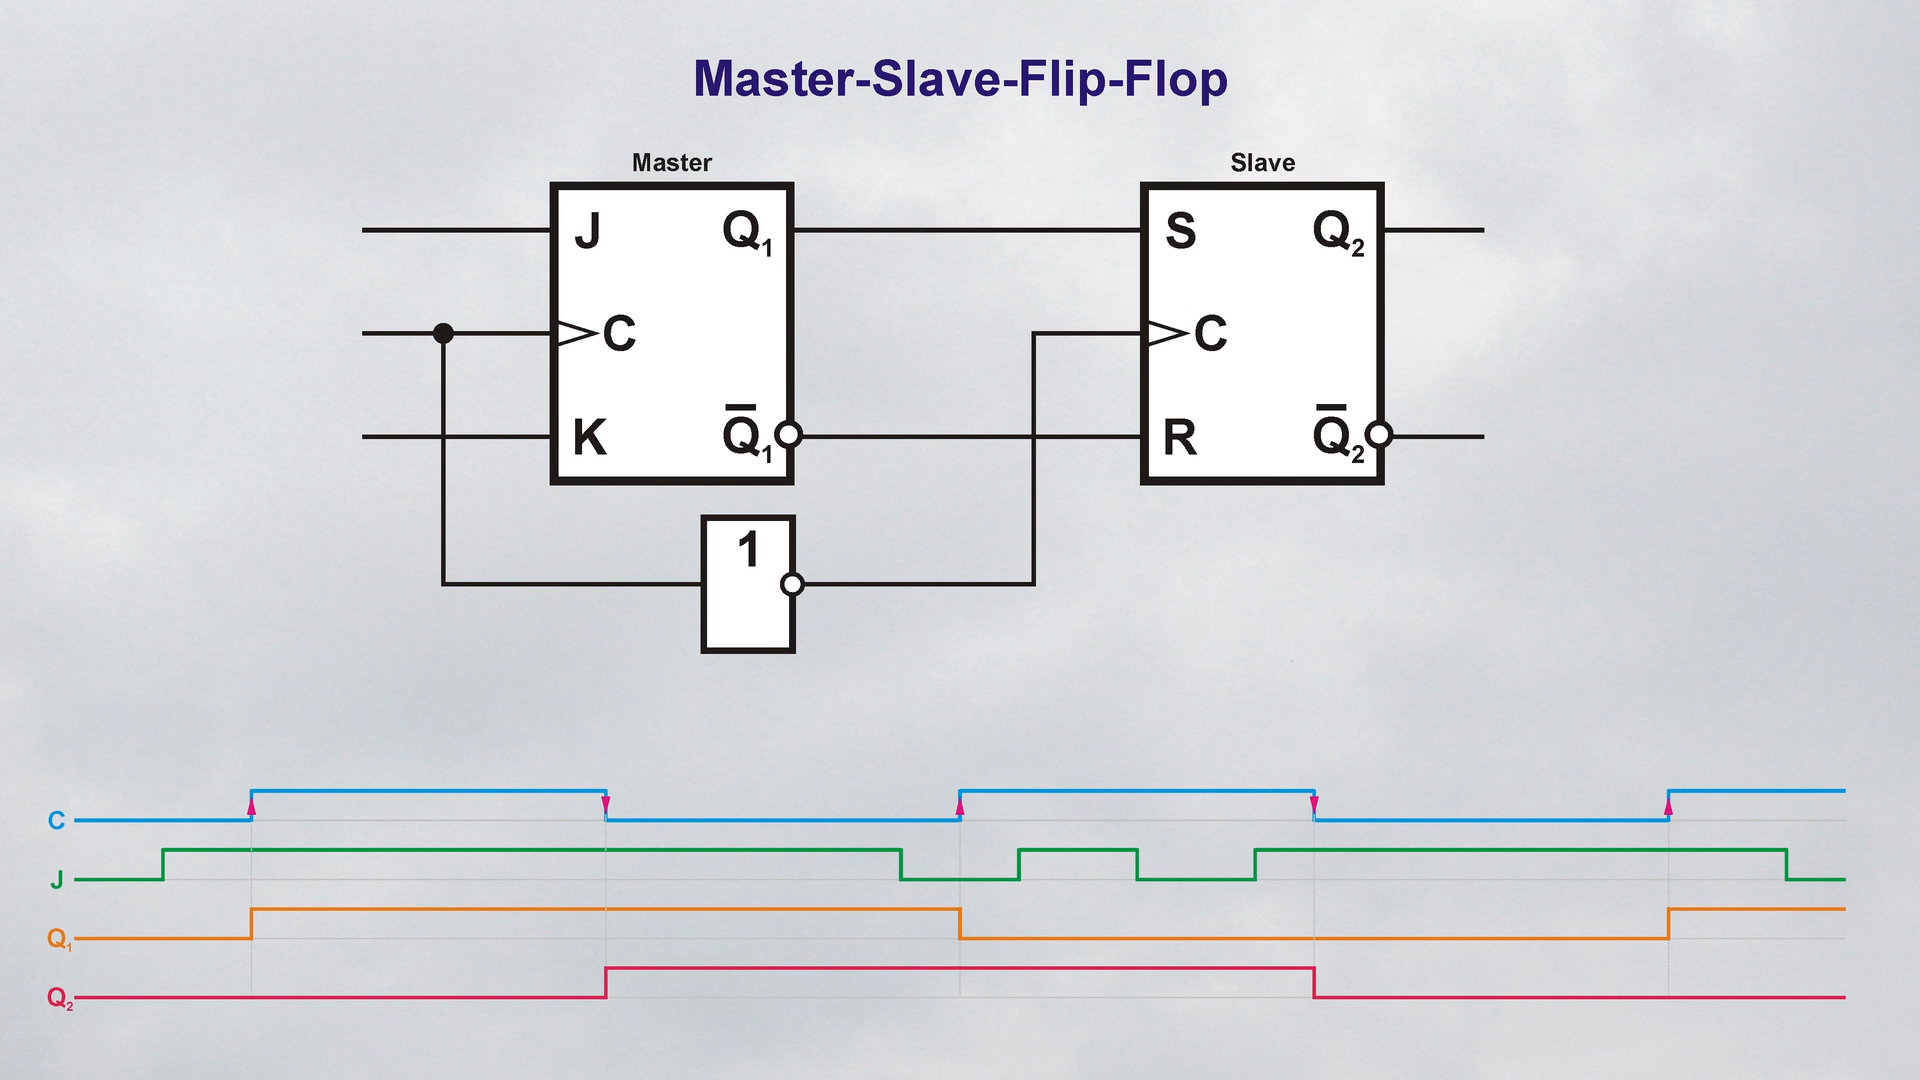 Master-Slave-Flip-Flop
Master
Slave
J Q₁
S Q₂
C
C
K Q̅₁
R Q̅₂
1
C
J
Q₁
Q₂